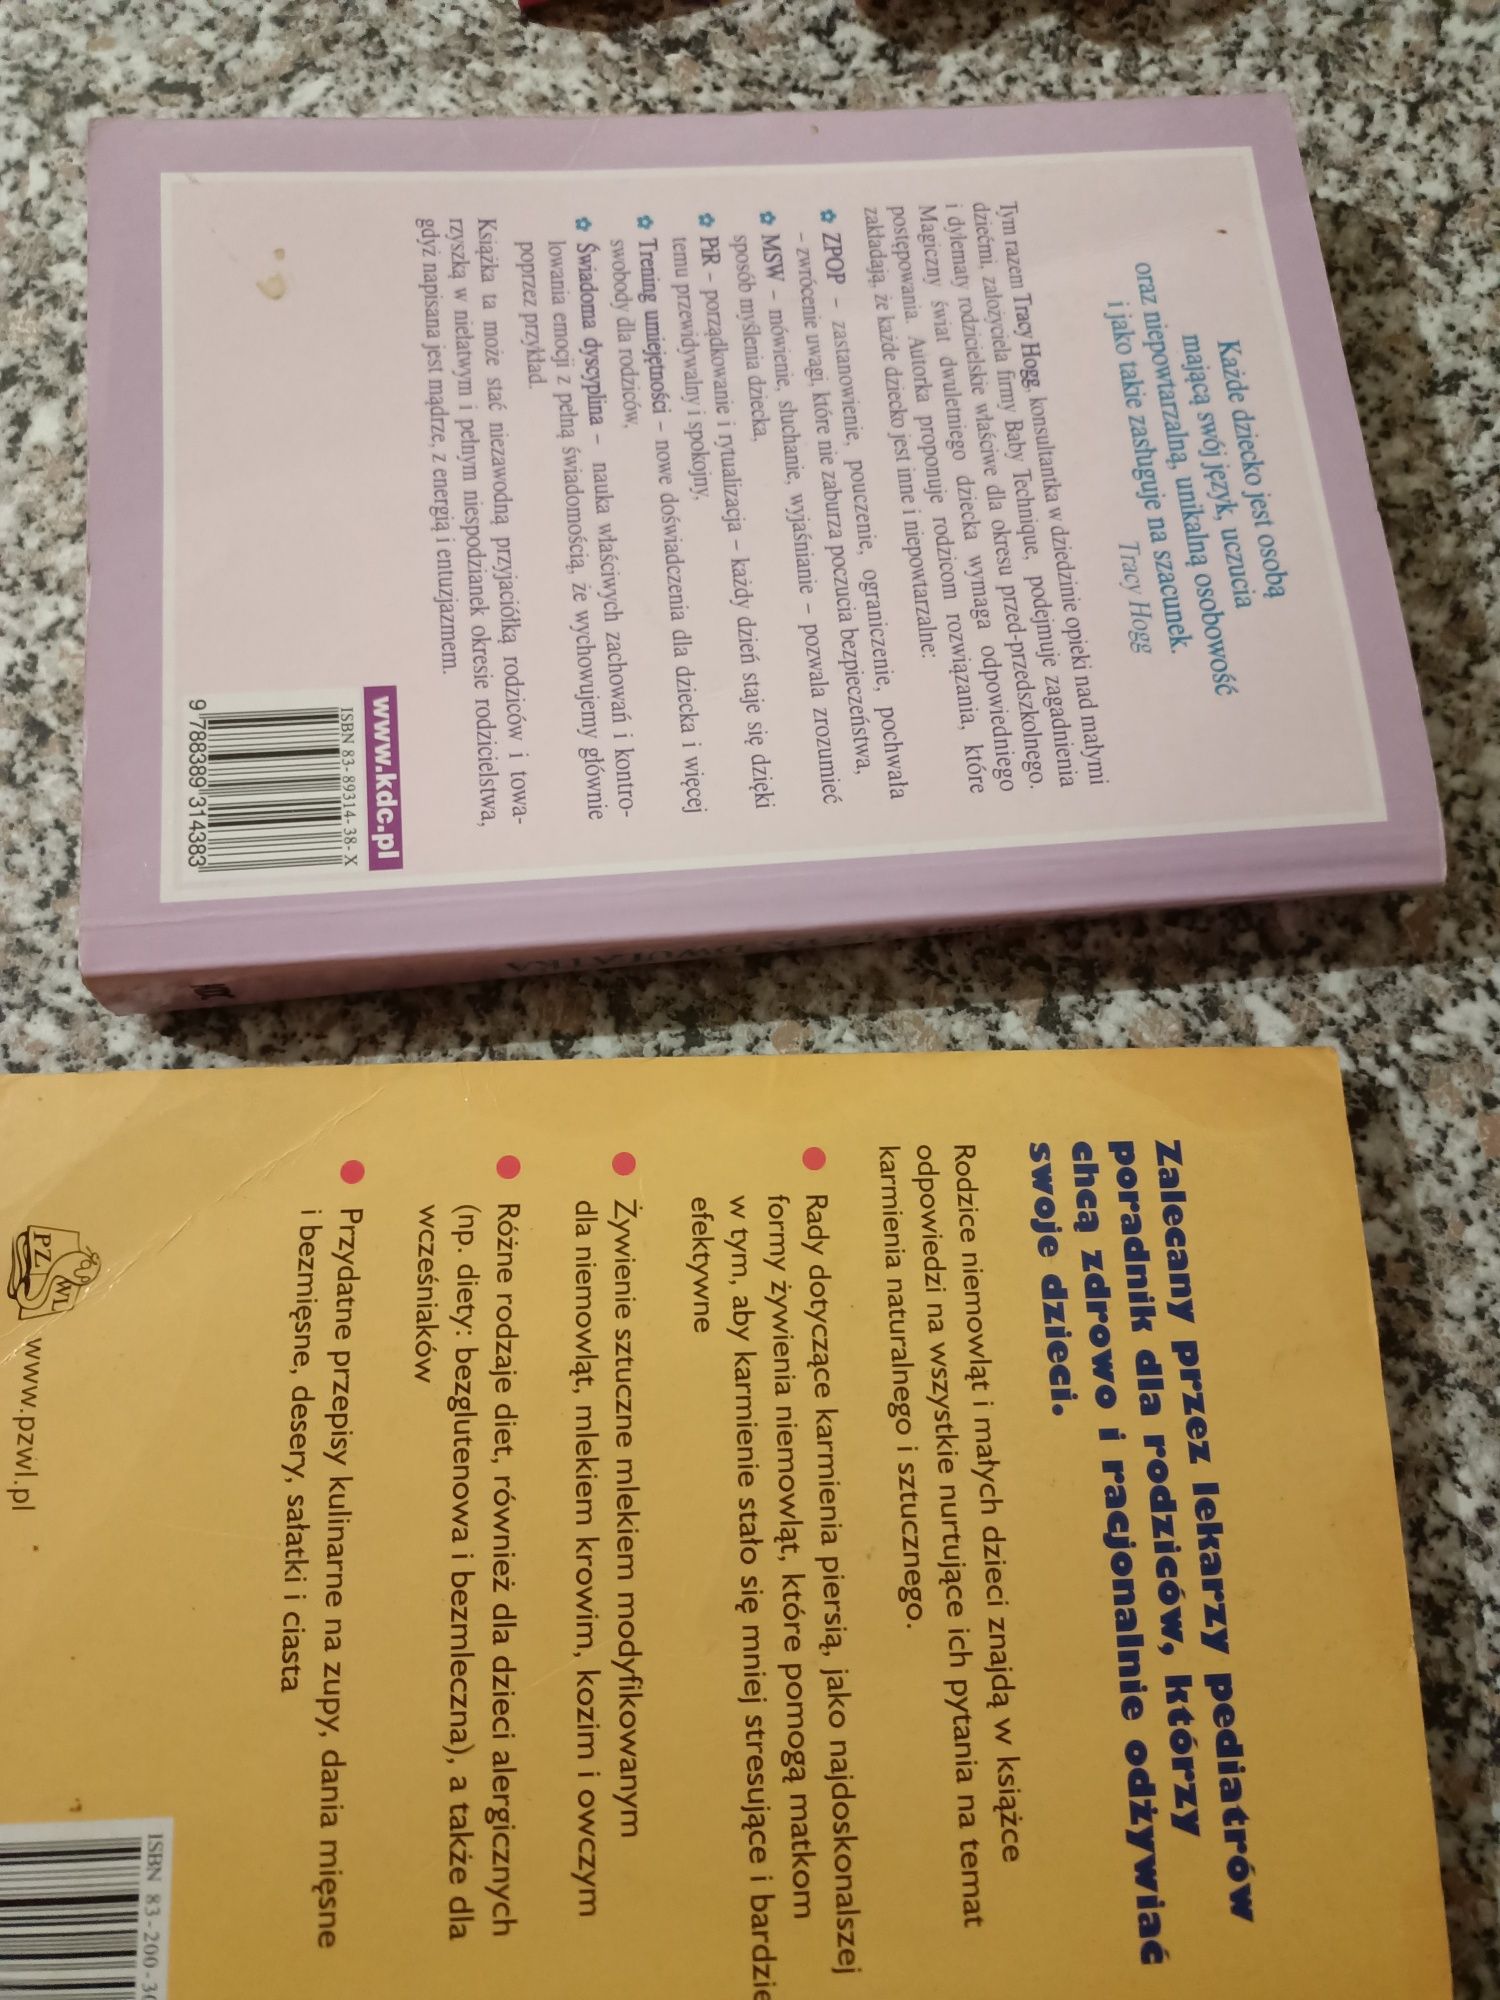 Każde dziecko jest osobą
mającą swój język, uczucia
oraz niepowtarzalną, unikalną osobowość
i jako takie zasługuje na szacunek.
Tracy Hogg
Tym razem Tracy Hogg, konsultantka w dziedzinie opieki nad małymi
dziećmi, założyciela firmy Baby Technique, podejmuje zagadnienia
i dylematy rodzicielskie właściwe dla okresu przed-przedszkolnego.
Magiczny świat dwuletniego dziecka wymaga odpowiedniego
postępowania. Autorka proponuje rodzicom rozwiązania, które
zakładają, że każde dziecko jest inne i niepowtarzalne:
ZPOP – zastanowienie, pouczenie, ograniczenie, pochwała
– zwrócenie uwagi, które nie zaburza poczucia bezpieczeństwa,
MSW – mówienie, słuchanie, wyjaśnianie – pozwala zrozumieć
sposób myślenia dziecka,
PiR – porządkowanie i rytualizacja – każdy dzień staje się dzięki
temu przewidywalny i spokojny,
Trening umiejętności – nowe doświadczenia dla dziecka i więcej
swobody dla rodziców,
Świadoma dyscyplina – nauka właściwych zachowań i kontro-
lowania emocji z pełną świadomością, że wychowujemy głównie
poprzez przykład.
Książka ta może stać niezawodną przyjaciółką rodziców i towa-
rzyszką w niełatwym i pełnym niespodzianek okresie rodzicielstwa,
gdyż napisana jest mądrze, z energią i entuzjazmem.
www.kdc.pl
ISBN 83-89314-38-X
9 788389 314383
DWULATKA
Zalecany przez lekarzy pediatrów
poradnik dla rodziców, którzy
chcą zdrowo i racjonalnie odżywiać
swoje dzieci.
Rodzice niemowląt i małych dzieci znajdą w książce
odpowiedzi na wszystkie nurtujące ich pytania na temat
karmienia naturalnego i sztucznego.
Rady dotyczące karmienia piersią, jako najdoskonalszej
formy żywienia niemowląt, które pomogą matkom
w tym, aby karmienie stało się mniej stresujące i bardzie
efektywne
Żywienie sztuczne mlekiem modyfikowanym
dla niemowląt, mlekiem krowim, kozim i owczym
Różne rodzaje diet, również dla dzieci alergicznych
(np. diety: bezglutenowa i bezmleczna), a także dla
wcześniaków
Przydatne przepisy kulinarne na zupy, dania mięsne
i bezmięsne, desery, sałatki i ciasta
PZWL
www.pzwl.pl
ISBN 83-200-3